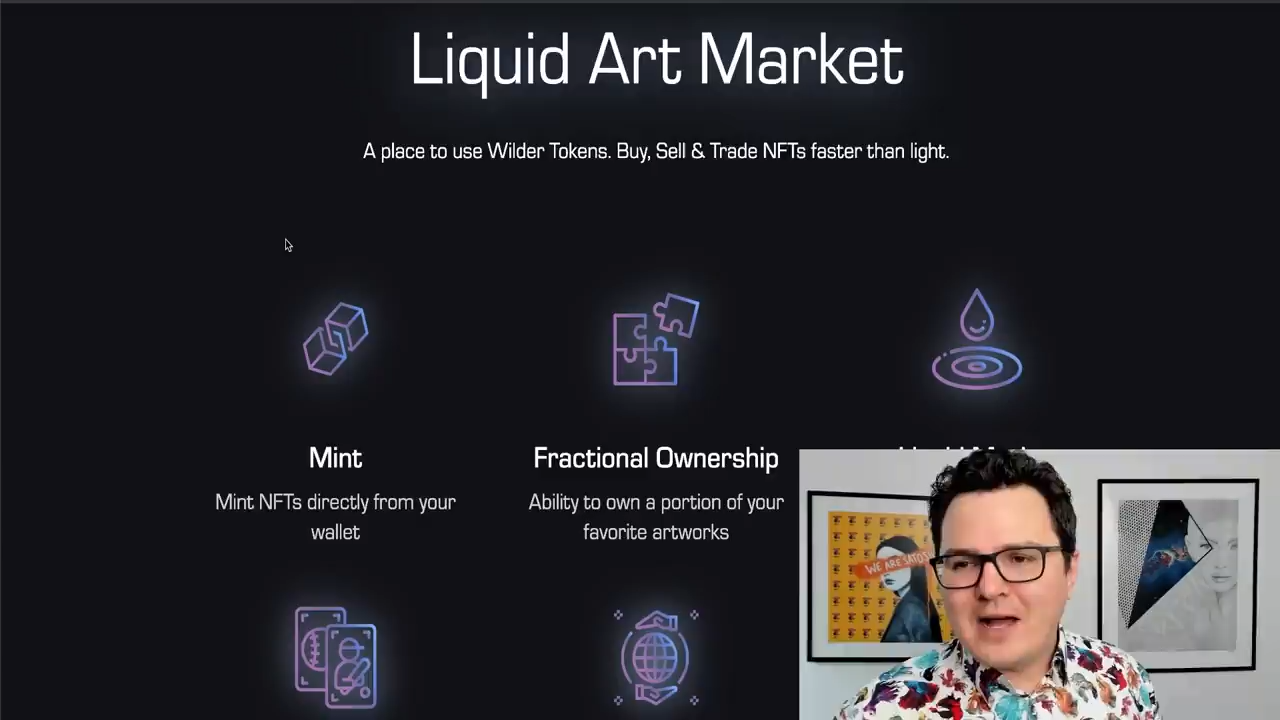 Liquid Art Market
A place to use Wilder Tokens. Buy, Sell & Trade NFTs faster than light.
Mint
Fractional Ownership
Mint NFTs directly from your
wallet
Ability to own a portion of your
favorite artworks
WE ARE SATOSHI